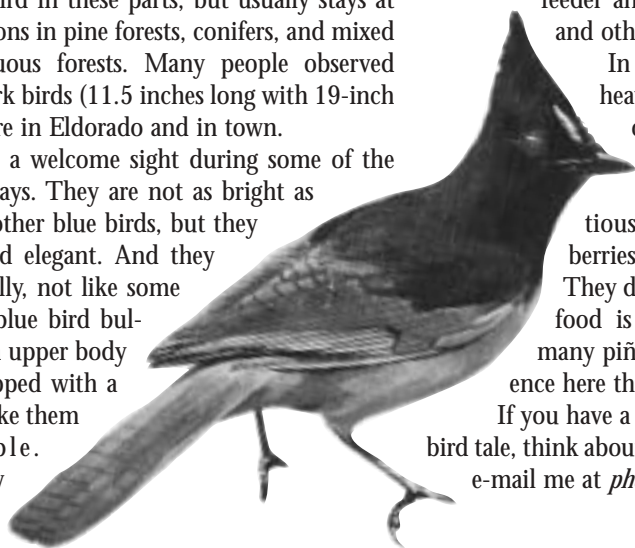 ird in these parts, but usually stays at
ons in pine forests, conifers, and mixed
uous forests. Many people observed
rk birds (11.5 inches long with 19-inch
re in Eldorado and in town.
a welcome sight during some of the
ays. They are not as bright as
other blue birds, but they
d elegant. And they
lly, not like some
blue bird bul-
upper body
pped with a
ke them
ble.
y
feeder an
and oth
In
hea
tious
berries
They d
food is
many piñ
ence here th
If you have a
bird tale, think abou
e-mail me at ph